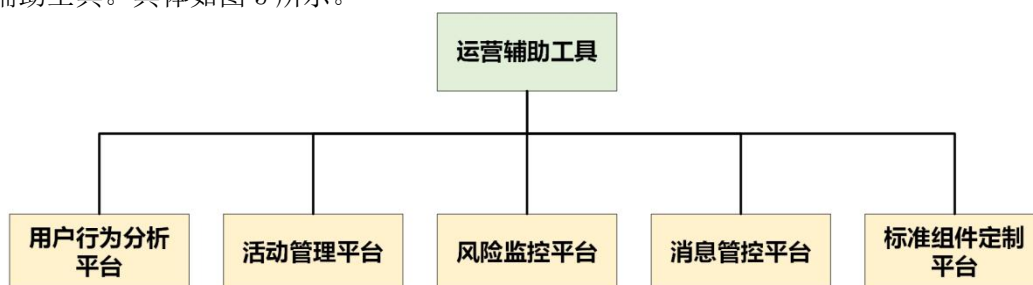 辅助工具。具体如图
所示。
运营辅助工具
用户行为分析
平台
活动管理平台
风险监控平台
消息管控平台
标准组件定制
平台